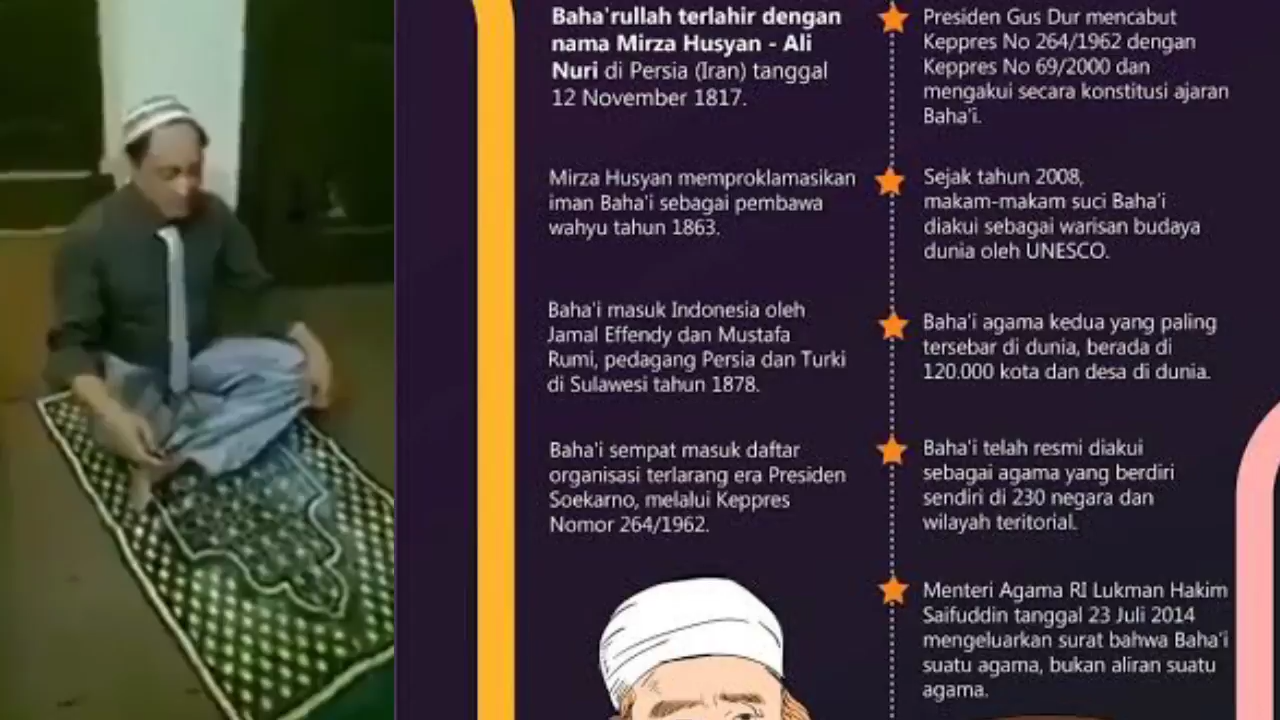 Baha'rullah terlahir dengan
nama Mirza Husyan - Ali
Nuri di Persia (Iran) tanggal
12 November 1817.
Mirza Husyan memproklamasikan
iman Baha'i sebagai pembawa
wahyu tahun 1863.
Baha'i masuk Indonesia oleh
Jamal Effendy dan Mustafa
Rumi, pedagang Persia dan Turki
di Sulawesi tahun 1878.
Baha'i sempat masuk daftar
organisasi terlarang era Presiden
Soekarno, melalui Keppres
Nomor 264/1962.
Presiden Gus Dur mencabut
Keppres No 264/1962 dengan
Keppres No 69/2000 dan
mengakui secara konstitusi ajaran
Baha'i.
Sejak tahun 2008,
makam-makam suci Baha'i
diakui sebagai warisan budaya
dunia oleh UNESCO.
Baha'i agama kedua yang paling
tersebar di dunia, berada di
120.000 kota dan desa di dunia.
Baha'i telah resmi diakui
sebagai agama yang berdiri
sendiri di 230 negara dan
wilayah teritorial.
Menteri Agama RI Lukman Hakim
Saifuddin tanggal 23 Juli 2014
mengeluarkan surat bahwa Baha'i
suatu agama, bukan aliran suatu
agama.